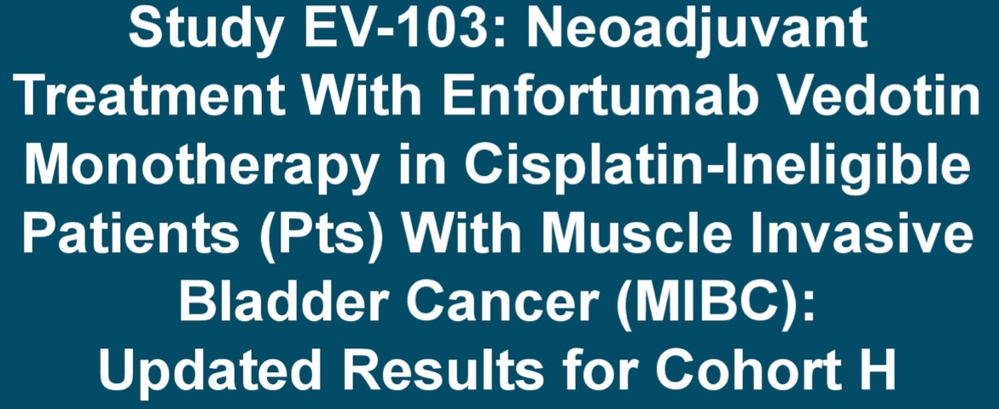 Study EV-103: Neoadjuvant
Treatment With Enfortumab Vedotin
Monotherapy in Cisplatin-Ineligible
Patients (Pts) With Muscle Invasive
Bladder Cancer (MIBC):
Updated Results for Cohort H